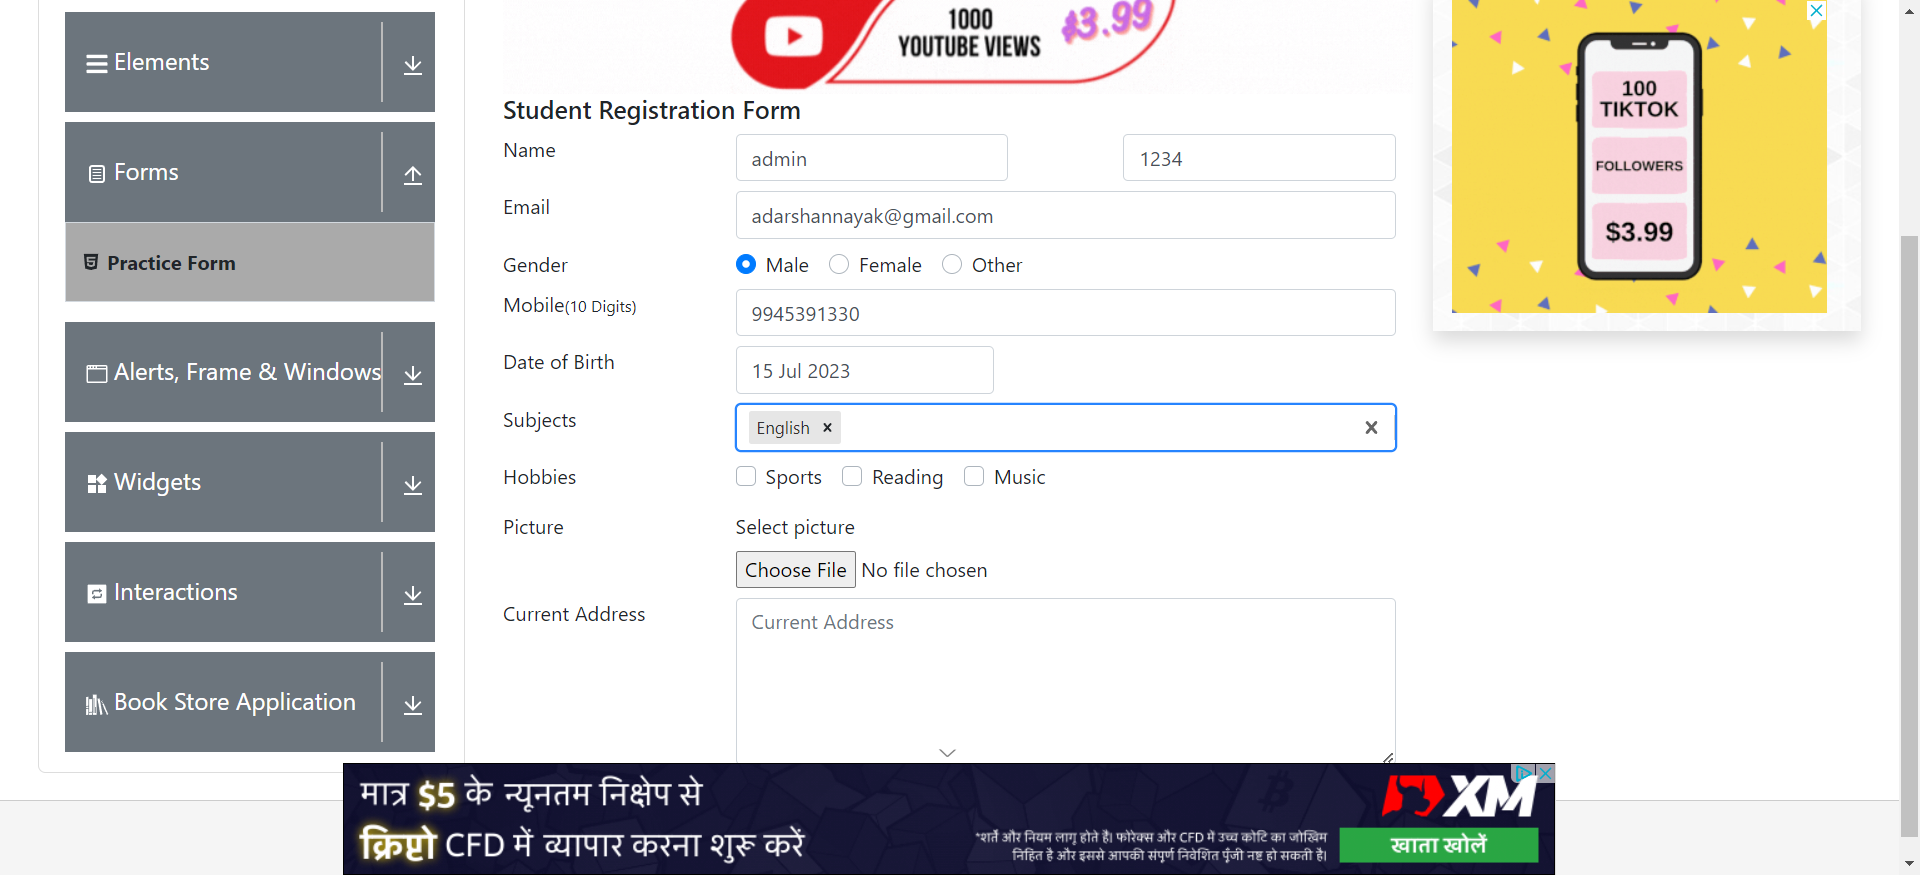 Elements
Forms
Practice Form
Alerts, Frame & Windows
Widgets
Interactions
Book Store Application
1000
YOUTUBE VIEWS
$3.99
Student Registration Form
Name
admin
1234
Email
adarshannayak@gmail.com
Gender
Male Female Other
Mobile(10 Digits)
9945391330
Date of Birth
15 Jul 2023
Subjects
English
Hobbies
Sports Reading Music
Picture
Select picture
Choose File No file chosen
Current Address
Current Address
100
TIKTOK
FOLLOWERS
$3.99
मात्र $5 के न्यूनतम निक्षेप से
क्रिप्टो CFD में व्यापार करना शुरू करें
*शर्तें और नियम लागू होते हैं। फोरेक्स और CFD में उच्च कोटि का जोखिम
निहित है और इससे आपकी संपूर्ण निवेशित पूँजी नष्ट हो सकती है।
XM
खाता खोलें